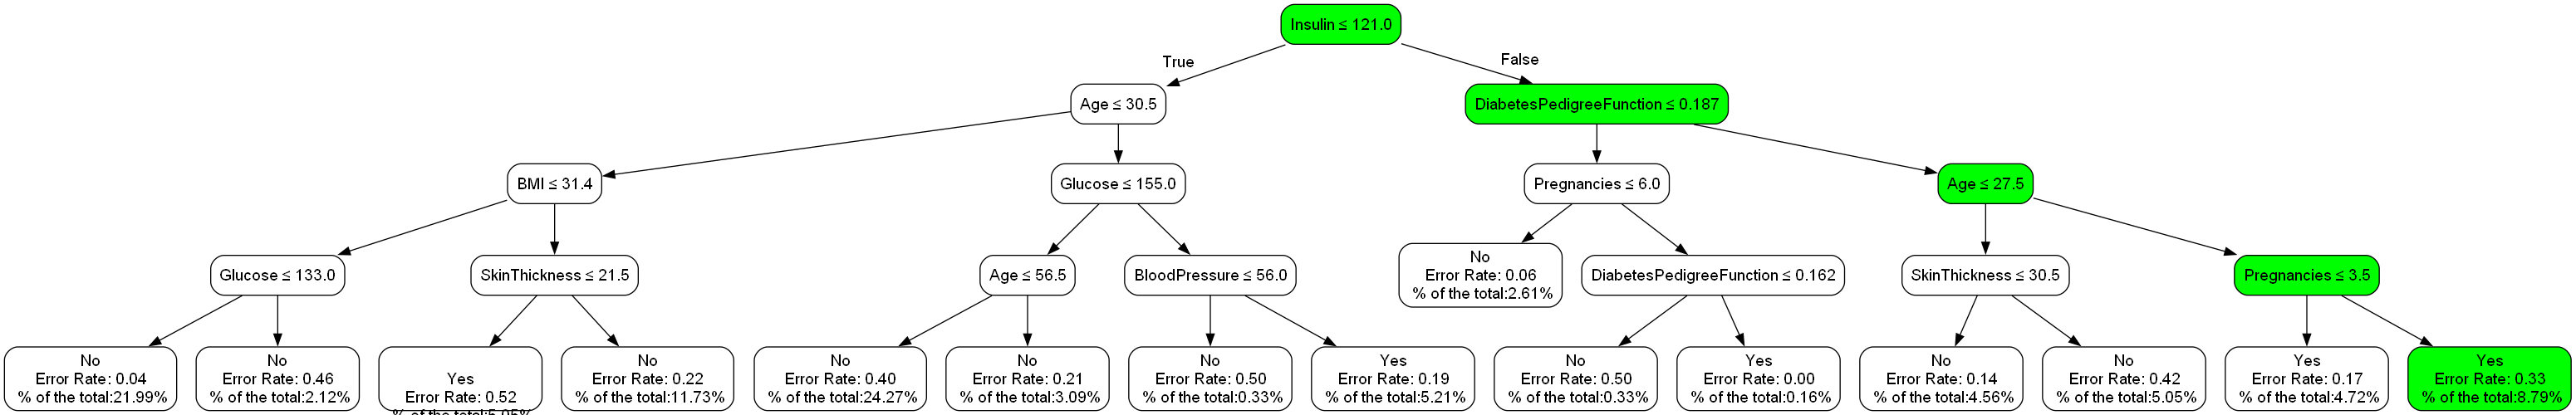 Insulin ≤ 121.0
True
False
Age ≤ 30.5
DiabetesPedigreeFunction ≤ 0.187
BMI ≤ 31.4
Glucose ≤ 155.0
Pregnancies ≤ 6.0
Age ≤ 27.5
Glucose ≤ 133.0
SkinThickness ≤ 21.5
Age ≤ 56.5
BloodPressure ≤ 56.0
No
Error Rate: 0.06
% of the total:2.61%
DiabetesPedigreeFunction ≤ 0.162
SkinThickness ≤ 30.5
Pregnancies ≤ 3.5
No
Error Rate: 0.04
% of the total:21.99%
No
Error Rate: 0.46
% of the total:2.12%
Yes
Error Rate: 0.52
% of the total:5.05%
No
Error Rate: 0.22
% of the total:11.73%
No
Error Rate: 0.40
% of the total:24.27%
No
Error Rate: 0.21
% of the total:3.09%
No
Error Rate: 0.50
% of the total:0.33%
Yes
Error Rate: 0.19
% of the total:5.21%
No
Error Rate: 0.50
% of the total:0.33%
Yes
Error Rate: 0.00
% of the total:0.16%
No
Error Rate: 0.14
% of the total:4.56%
No
Error Rate: 0.42
% of the total:5.05%
Yes
Error Rate: 0.17
% of the total:4.72%
Yes
Error Rate: 0.33
% of the total:8.79%